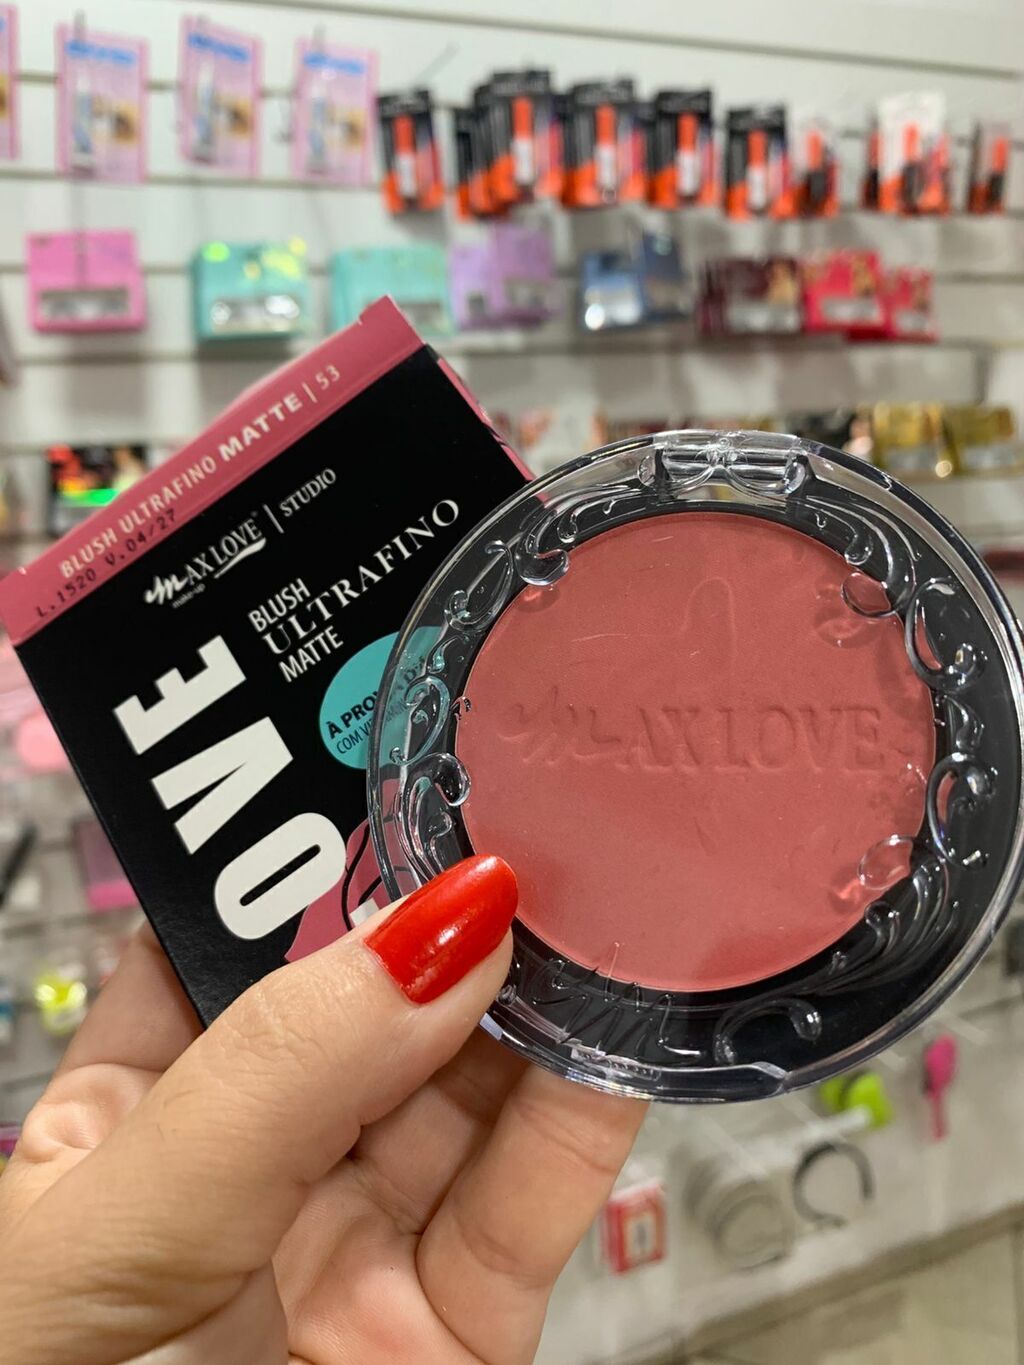 BLUSH ULTRAFINO MATTE | 53
L.1520 V.04/27
MAX LOVE® | STUDIO
make-up
BLUSH
ULTRAFINO
MATTE
À PROVA D'
COM VI
OVE
MAX LOVE